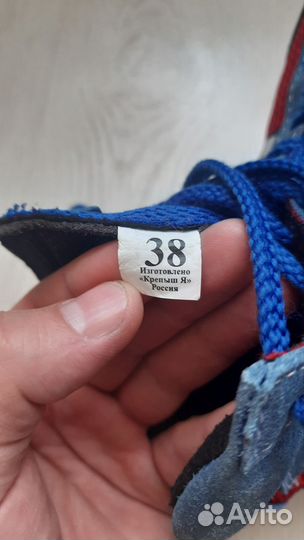 38
Изготовлено
«Крепыш Я»
Россия
Avito